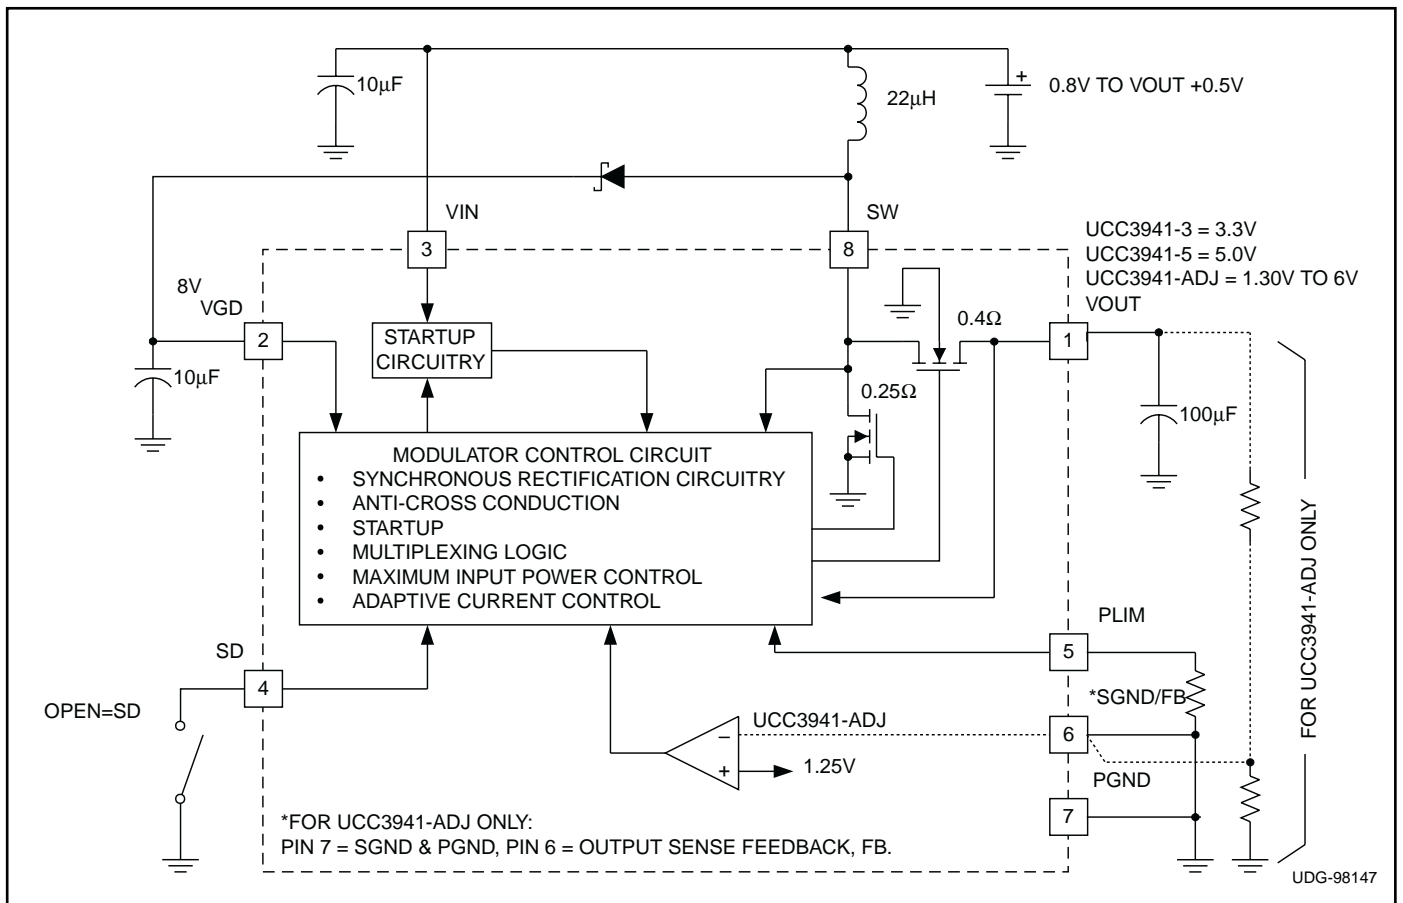 10µF
22µH
+
0.8V TO VOUT +0.5V
VIN
SW
3
8
UCC3941-3 = 3.3V
UCC3941-5 = 5.0V
UCC3941-ADJ = 1.30V TO 6V
VOUT
8V
VGD
2
STARTUP
CIRCUITRY
0.4Ω
1
10µF
0.25Ω
100µF
MODULATOR CONTROL CIRCUIT
• SYNCHRONOUS RECTIFICATION CIRCUITRY
• ANTI-CROSS CONDUCTION
• STARTUP
• MULTIPLEXING LOGIC
• MAXIMUM INPUT POWER CONTROL
• ADAPTIVE CURRENT CONTROL
FOR UCC3941-ADJ ONLY
PLIM
5
SD
4
*SGND/FB
OPEN=SD
UCC3941-ADJ
–
+
1.25V
6
PGND
7
*FOR UCC3941-ADJ ONLY:
PIN 7 = SGND & PGND, PIN 6 = OUTPUT SENSE FEEDBACK, FB.
UDG-98147